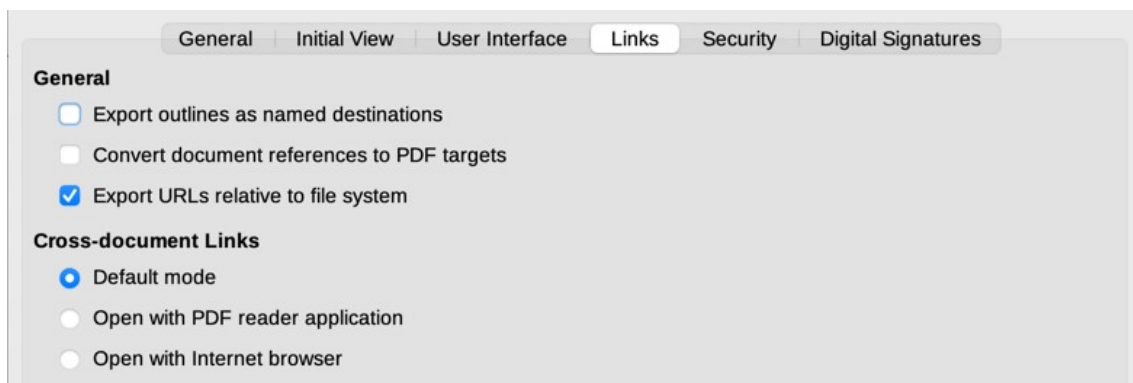 General Initial View User Interface Links Security Digital Signatures
General
Export outlines as named destinations
Convert document references to PDF targets
Export URLs relative to file system
Cross-document Links
Default mode
Open with PDF reader application
Open with Internet browser